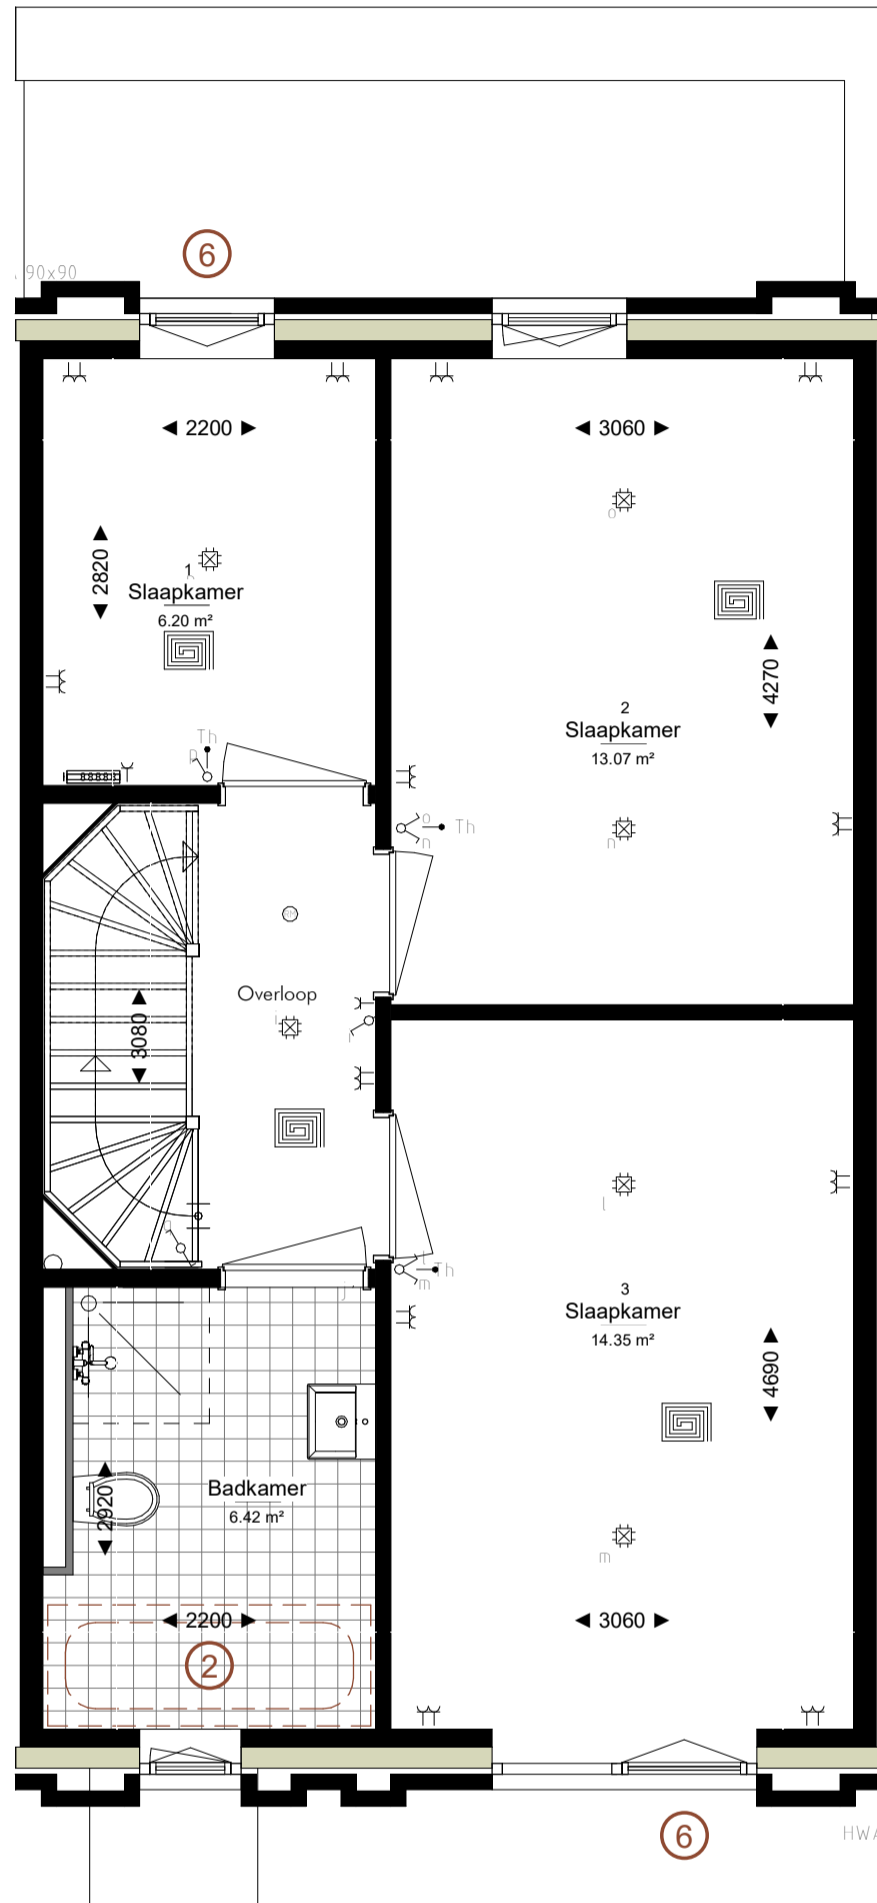 6
90x90
2200
3060
o
2820
1
Slaapkamer
6.20 m²
4270
2
Slaapkamer
13.07 m²
Th
p
o
Th
n
n
Overloop
3080
i
r
l
q
l
Th
m
j
3
Slaapkamer
14.35 m²
4690
Badkamer
6.42 m²
2920
m
2200
3060
2
6
HWA